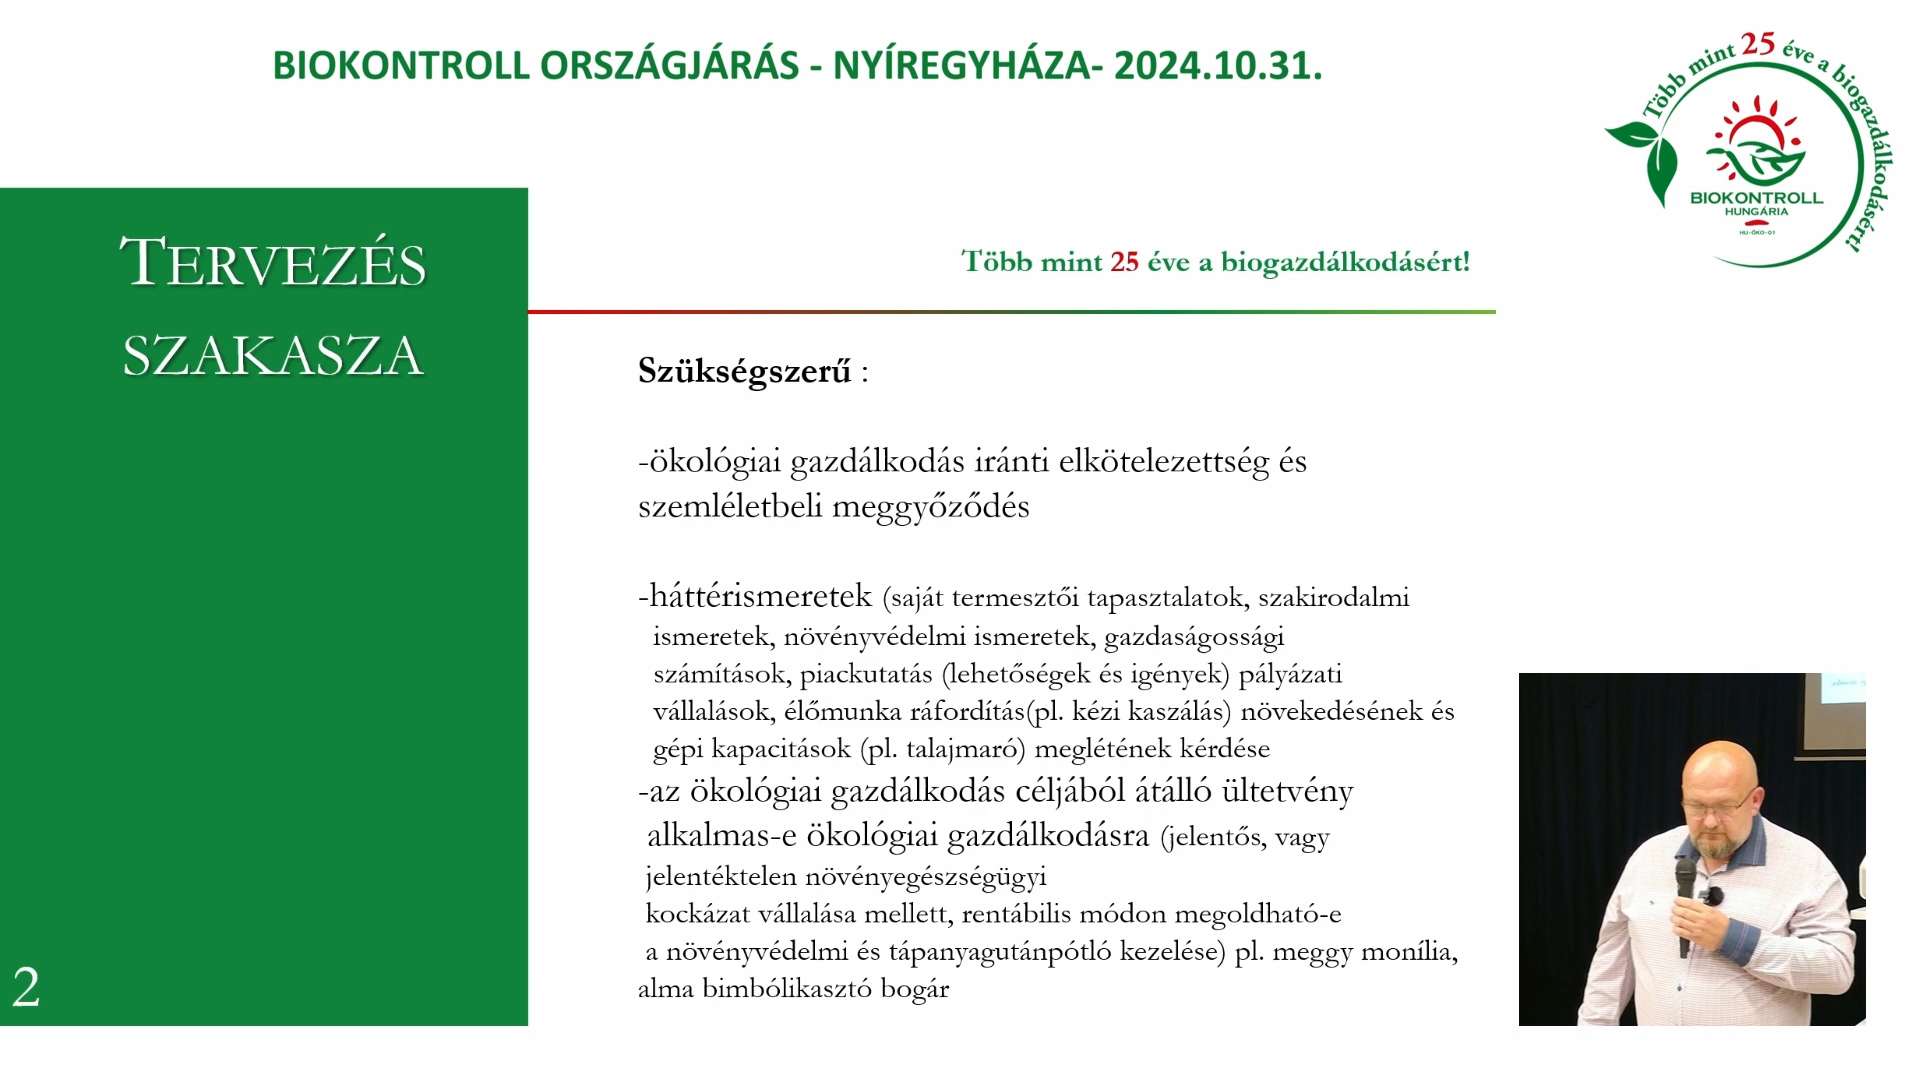 BIOKONTROLL ORSZÁGJÁRÁS - NYÍREGYHÁZA- 2024.10.31.
Több mint 25 éve a biogazdálkodásért!
BIOKONTROLL
HUNGÁRIA
HU-ÖKO-01
TERVEZÉS
SZAKASZA
Több mint 25 éve a biogazdálkodásért!
Szükségszerű :
-ökológiai gazdálkodás iránti elkötelezettség és
szemléletbeli meggyőződés
-háttérismeretek (saját termesztői tapasztalatok, szakirodalmi
ismeretek, növényvédelmi ismeretek, gazdaságossági
számítások, piackutatás (lehetőségek és igények) pályázati
vállalások, élőmunka ráfordítás(pl. kézi kaszálás) növekedésének és
gépi kapacitások (pl. talajmaró) meglétének kérdése
-az ökológiai gazdálkodás céljából átálló ültetvény
alkalmas-e ökológiai gazdálkodásra (jelentős, vagy
jelentéktelen növényegészségügyi
kockázat vállalása mellett, rentábilis módon megoldható-e
a növényvédelmi és tápanyagutánpótló kezelése) pl. meggy monília,
alma bimbólikasztó bogár
2